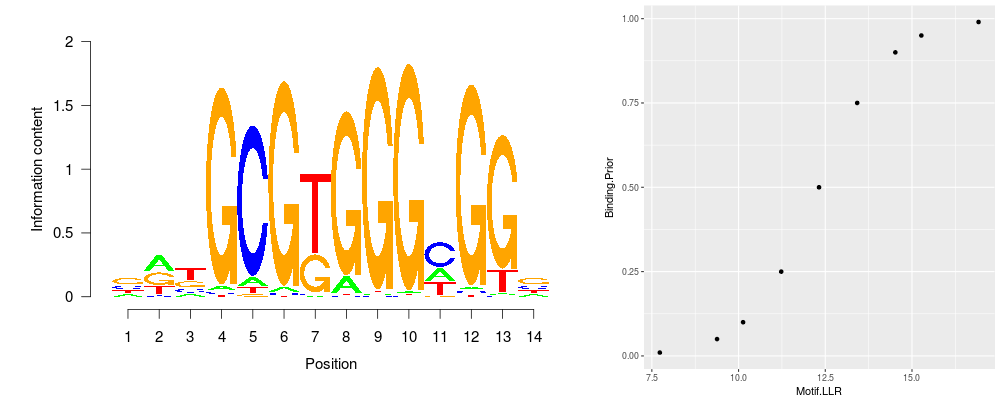 2
1.5
1
0.5
0
Information content
G C G T G G G C G G
A T G A A T
1 2 3 4 5 6 7 8 9 10 11 12 13 14
Position
1.00
0.75
0.50
0.25
0.00
Binding.Prior
7.5 10.0 12.5 15.0
Motif.LLR